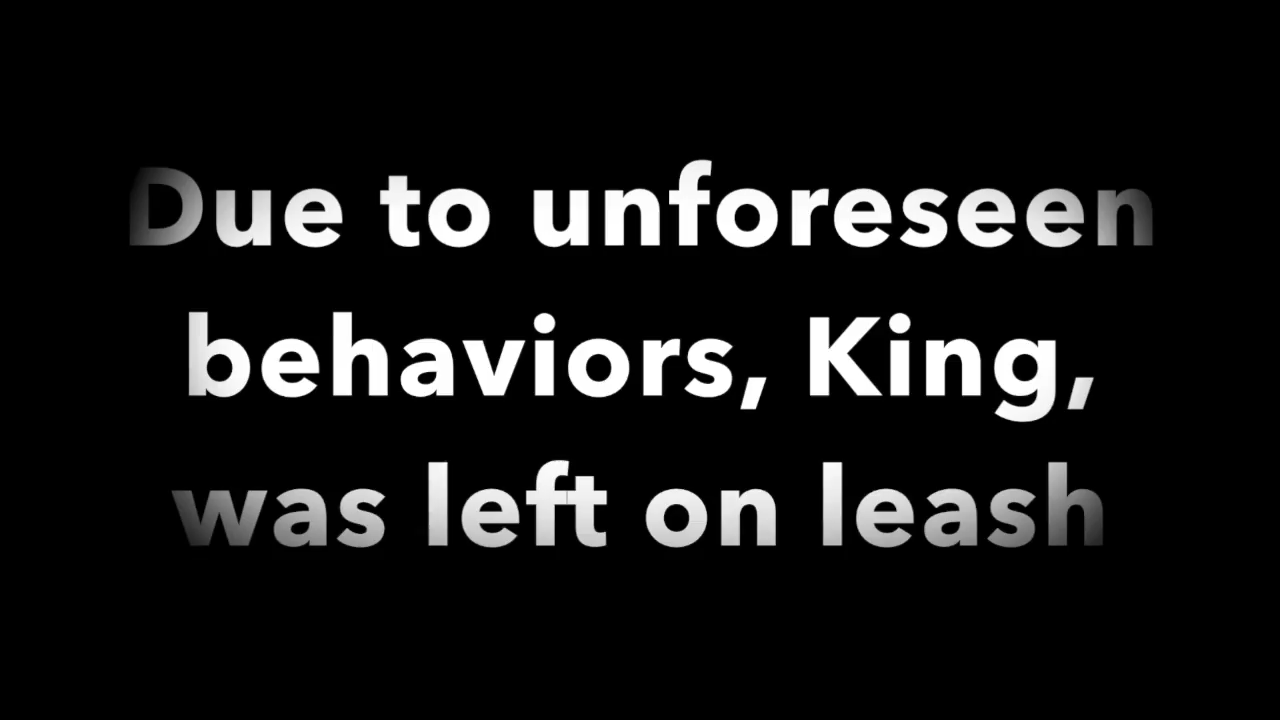 Due to unforeseen
behaviors, King,
was left on leash